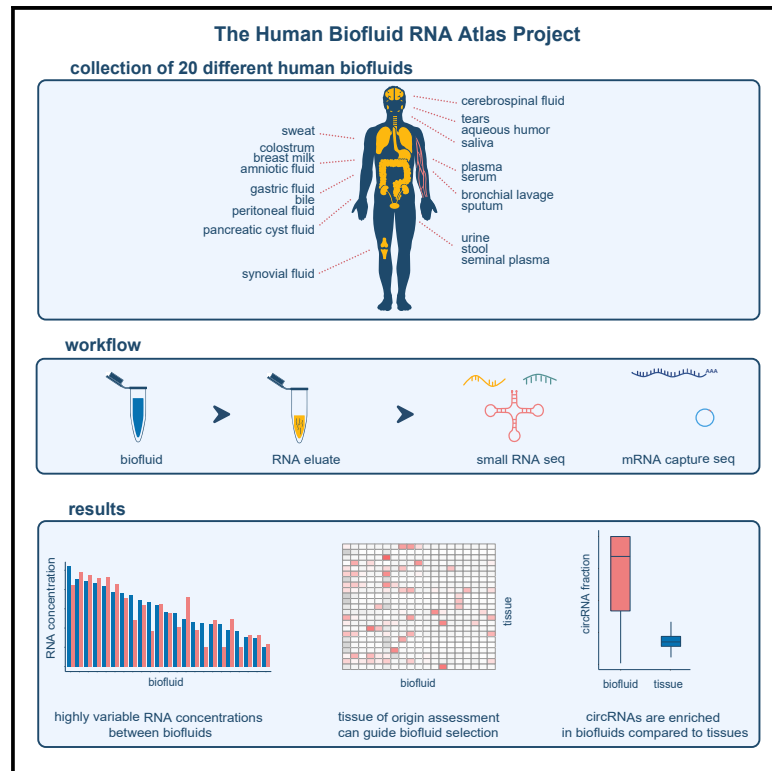 The Human Biofluid RNA Atlas Project
collection of 20 different human biofluids
sweat
colostrum
breast milk
amniotic fluid
gastric fluid
bile
peritoneal fluid
pancreatic cyst fluid
synovial fluid
cerebrospinal fluid
tears
aqueous humor
saliva
plasma
serum
bronchial lavage
sputum
urine
stool
seminal plasma
workflow
biofluid
RNA eluate
small RNA seq
AAA
mRNA capture seq
results
RNA concentration
biofluid
highly variable RNA concentrations
between biofluids
tissue
biofluid
tissue of origin assessment
can guide biofluid selection
circRNA fraction
biofluid tissue
circRNAs are enriched
in biofluids compared to tissues